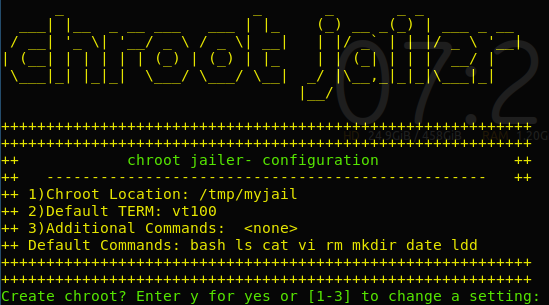 chroot jailer
07:2
++++++++++++++++++++++++++++++++++++++++++++++++++++++++++++
++++++++++++++++++++++++++++++++++++++++++++++++++++++++++++
++ chroot jailer- configuration ++
++ ------------------------------------------------- ++
++ 1)Chroot Location: /tmp/myjail
++ 2)Default TERM: vt100
++ 3)Additional Commands: <none>
++ Default Commands: bash ls cat vi rm mkdir date ldd
++++++++++++++++++++++++++++++++++++++++++++++++++++++++++++
++++++++++++++++++++++++++++++++++++++++++++++++++++++++++++
Create chroot? Enter y for yes or [1-3] to change a setting: